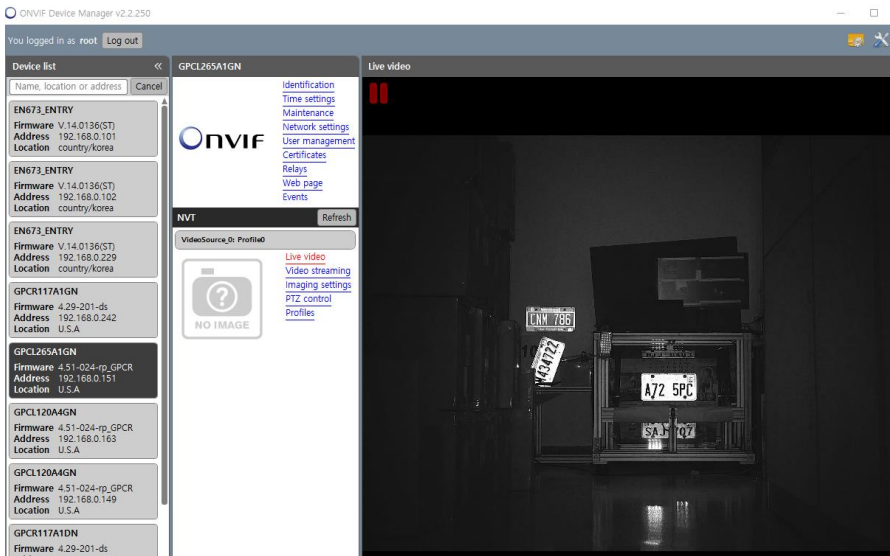 ONVIF Device Manager v2.2.250
You logged in as root Log out
Device list
Name, location or address Cancel
EN673_ENTRY
Firmware V.14.0136(ST)
Address 192.168.0.101
Location country/korea
EN673_ENTRY
Firmware V.14.0136(ST)
Address 192.168.0.102
Location country/korea
EN673_ENTRY
Firmware V.14.0136(ST)
Address 192.168.0.229
Location country/korea
GPCR117A1GN
Firmware 4.29-201-ds
Address 192.168.0.242
Location U.S.A
GPCL265A1GN
Firmware 4.51-024-rp_GPCR
Address 192.168.0.151
Location U.S.A
GPCL120A4GN
Firmware 4.51-024-rp_GPCR
Address 192.168.0.163
Location U.S.A
GPCL120A4GN
Firmware 4.51-024-rp_GPCR
Address 192.168.0.149
Location U.S.A
GPCR117A1DN
Firmware 4.29-201-ds
GPCL265A1GN
ONVIF
Identification
Time settings
Maintenance
Network settings
User management
Certificates
Relays
Web page
Events
NVT Refresh
VideoSource_0: Profile0
NO IMAGE
Live video
Video streaming
Imaging settings
PTZ control
Profiles
Live video
CNM 786
434722
A72 5PC